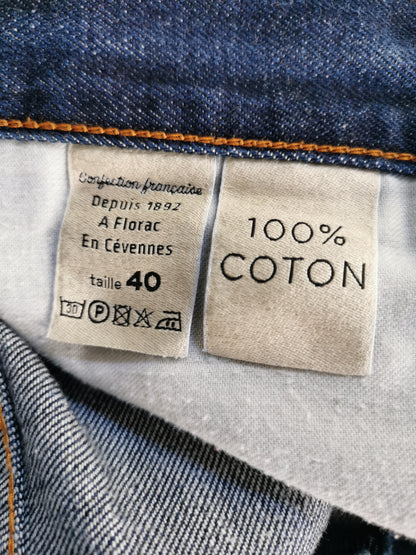 Confection française
Depuis 1892
A Florac
En Cévennes
taille 40
30 P
100%
COTON